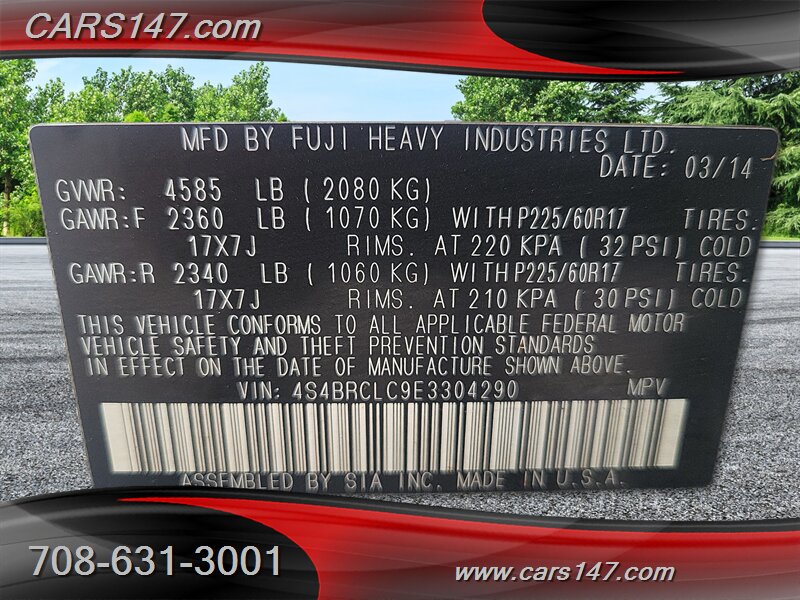 CARS147.com
MFD BY FUJI HEAVY INDUSTRIES LTD.
DATE: 03/14
GVWR: 4585 LB ( 2080 KG)
GAWR:F 2360 LB ( 1070 KG) WITH P225/60R17 TIRES.
17X7J RIMS. AT 220 KPA ( 32 PSI) COLD
GAWR:R 2340 LB ( 1060 KG) WITH P225/60R17 TIRES.
17X7J RIMS. AT 210 KPA ( 30 PSI) COLD
THIS VEHICLE CONFORMS TO ALL APPLICABLE FEDERAL MOTOR
VEHICLE SAFETY AND THEFT PREVENTION STANDARDS
IN EFFECT ON THE DATE OF MANUFACTURE SHOWN ABOVE.
VIN: 4S4BRCLC9E3304290 MPV
ASSEMBLED BY SIA INC. MADE IN U.S.A.
708-631-3001
www.cars147.com